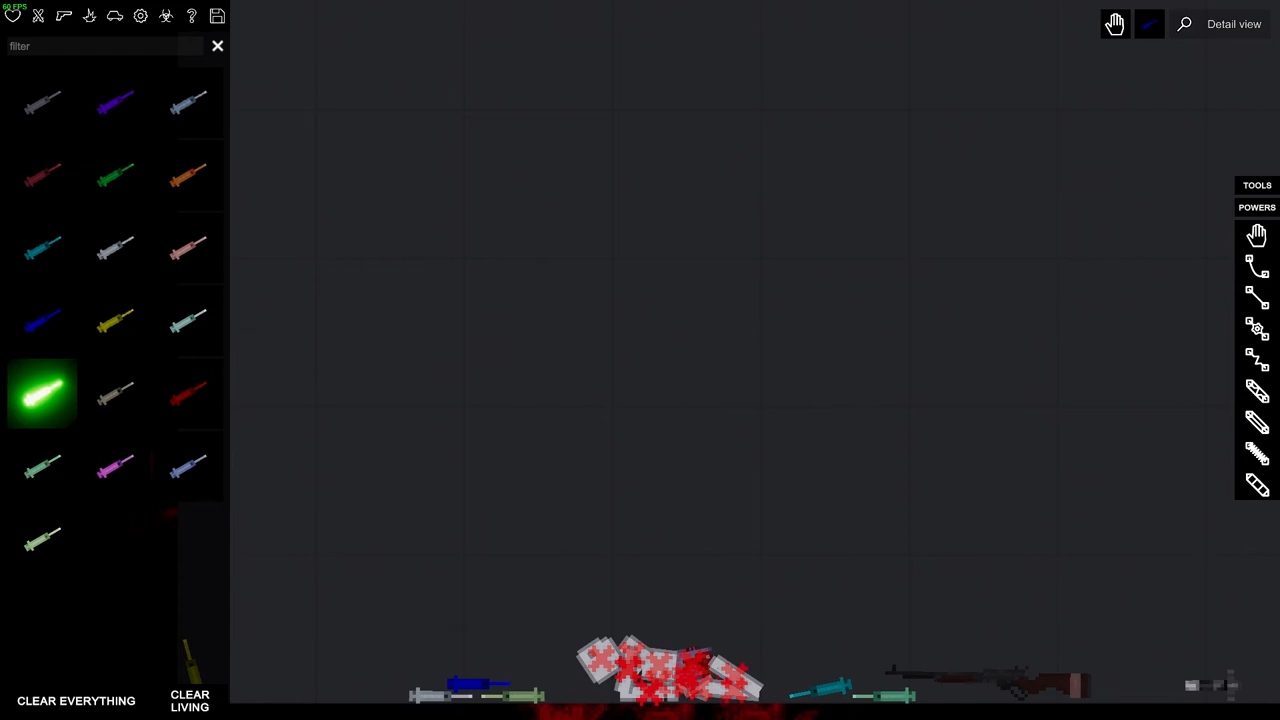 60 FPS
filter
Detail view
TOOLS
POWERS
CLEAR EVERYTHING
CLEAR
LIVING